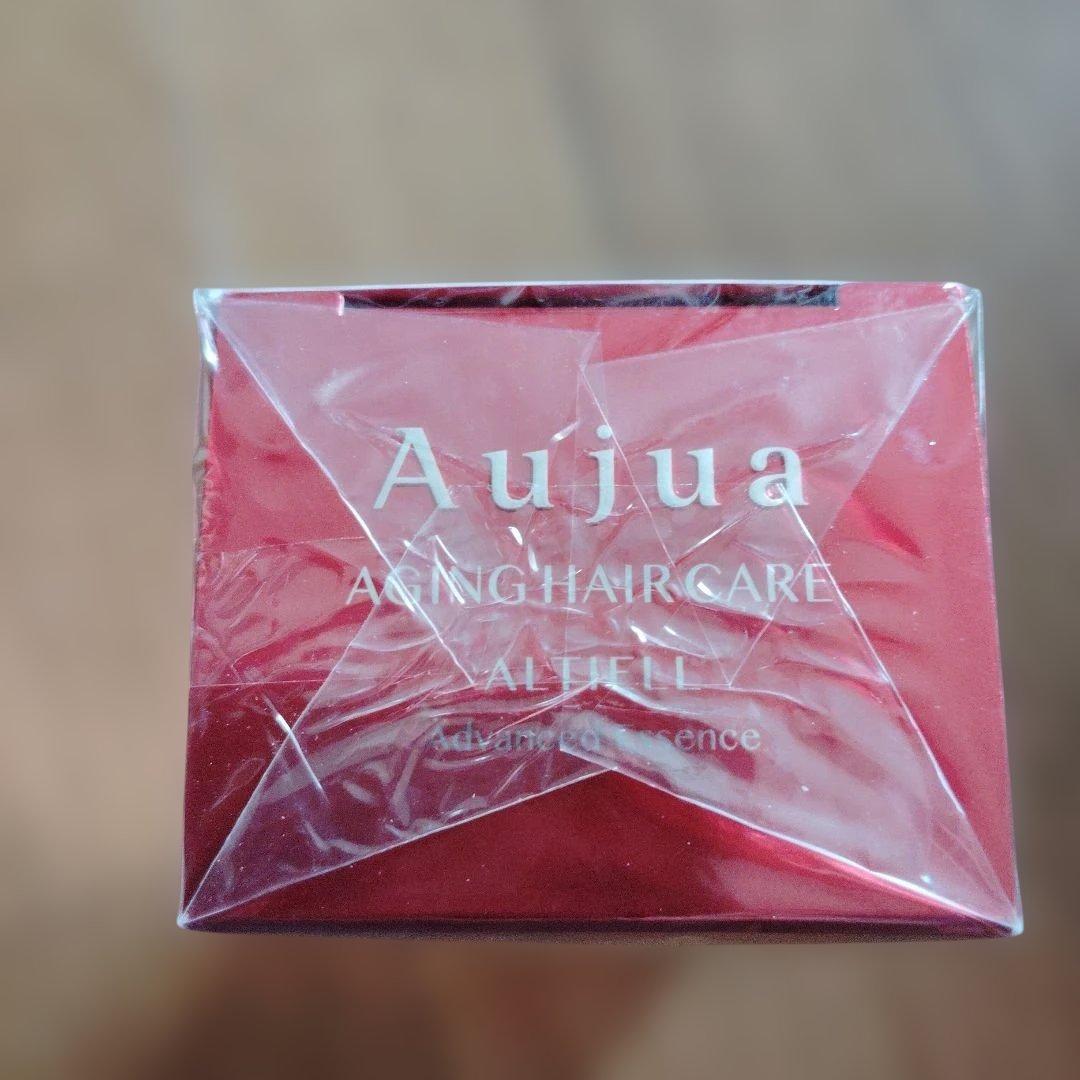 Aujua
AGING HAIR CARE
ALTIELL
Advanced essence